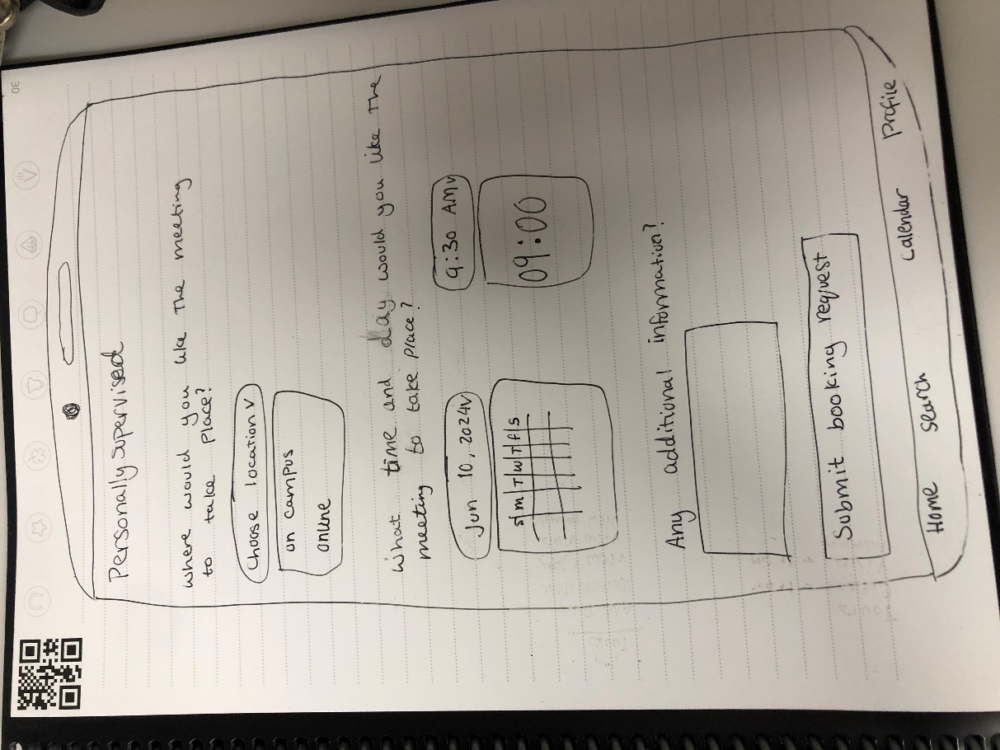 30
Personally supervised
where would you like the meeting
to take place?
Choose location v
on campus
online
What time and day would you like the
meeting to take place?
Jun 10, 2024 v
9:30 AM v
S M T W T F S
09:00
Any additional information?
Submit booking request
Home Search Calendar Profile